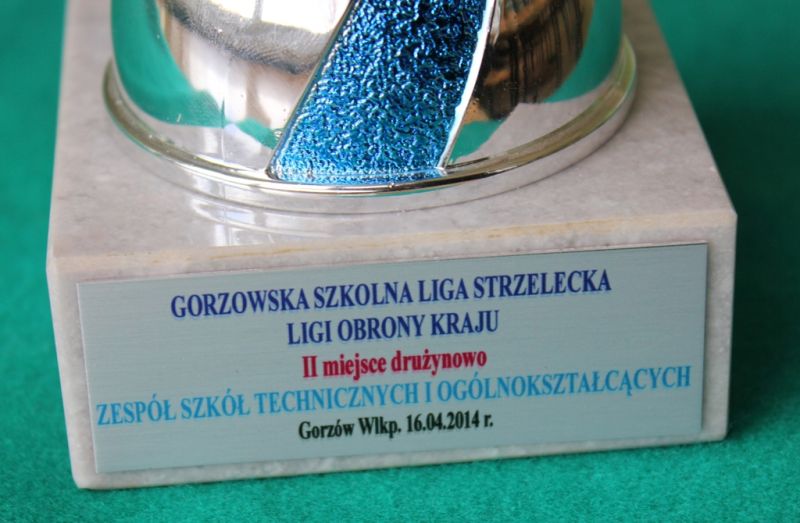 GORZOWSKA SZKOLNA LIGA STRZELECKA
LIGI OBRONY KRAJU
II miejsce drużynowo
ZESPÓŁ SZKÓŁ TECHNICZNYCH I OGÓLNOKSZTAŁCĄCYCH
Gorzów Wlkp. 16.04.2014 r.